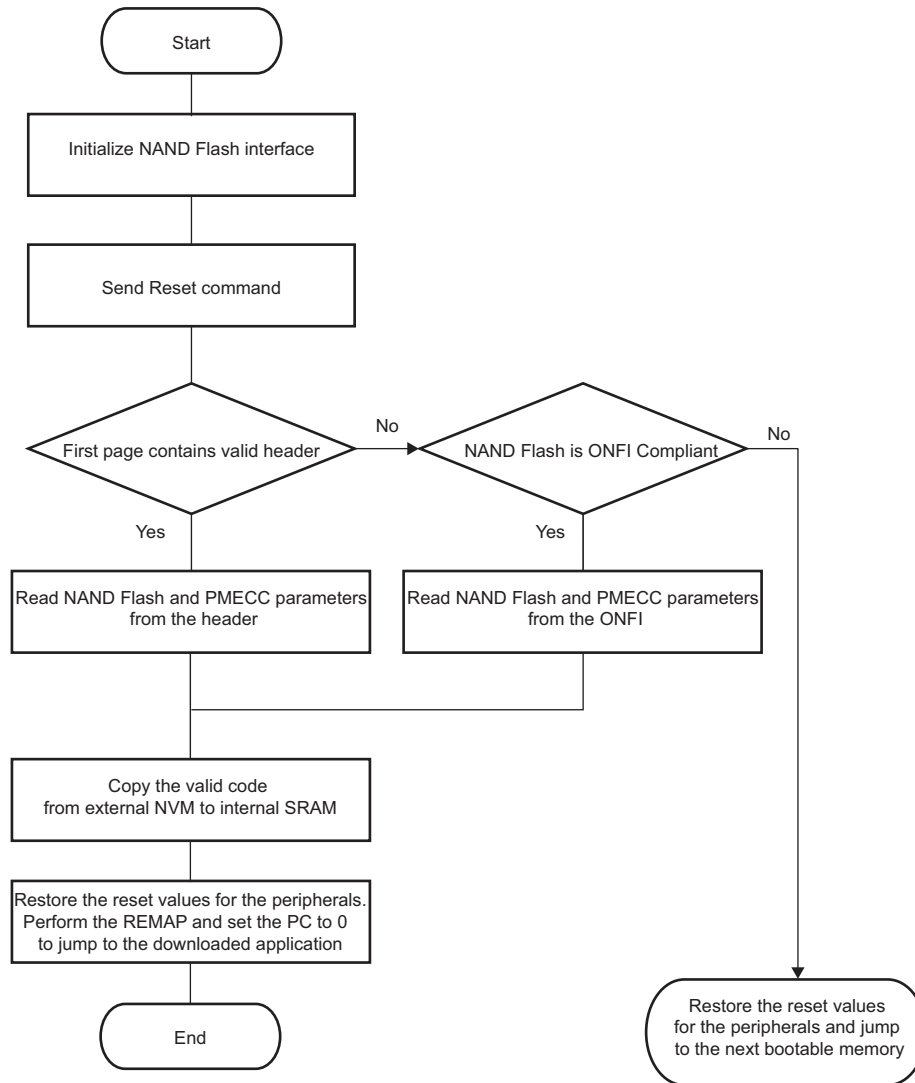 Start
Initialize NAND Flash interface
Send Reset command
First page contains valid header
No
NAND Flash is ONFI Compliant
No
Yes
Yes
Read NAND Flash and PMECC parameters
from the header
Read NAND Flash and PMECC parameters
from the ONFI
Copy the valid code
from external NVM to internal SRAM
Restore the reset values for the peripherals.
Perform the REMAP and set the PC to 0
to jump to the downloaded application
End
Restore the reset values
for the peripherals and jump
to the next bootable memory